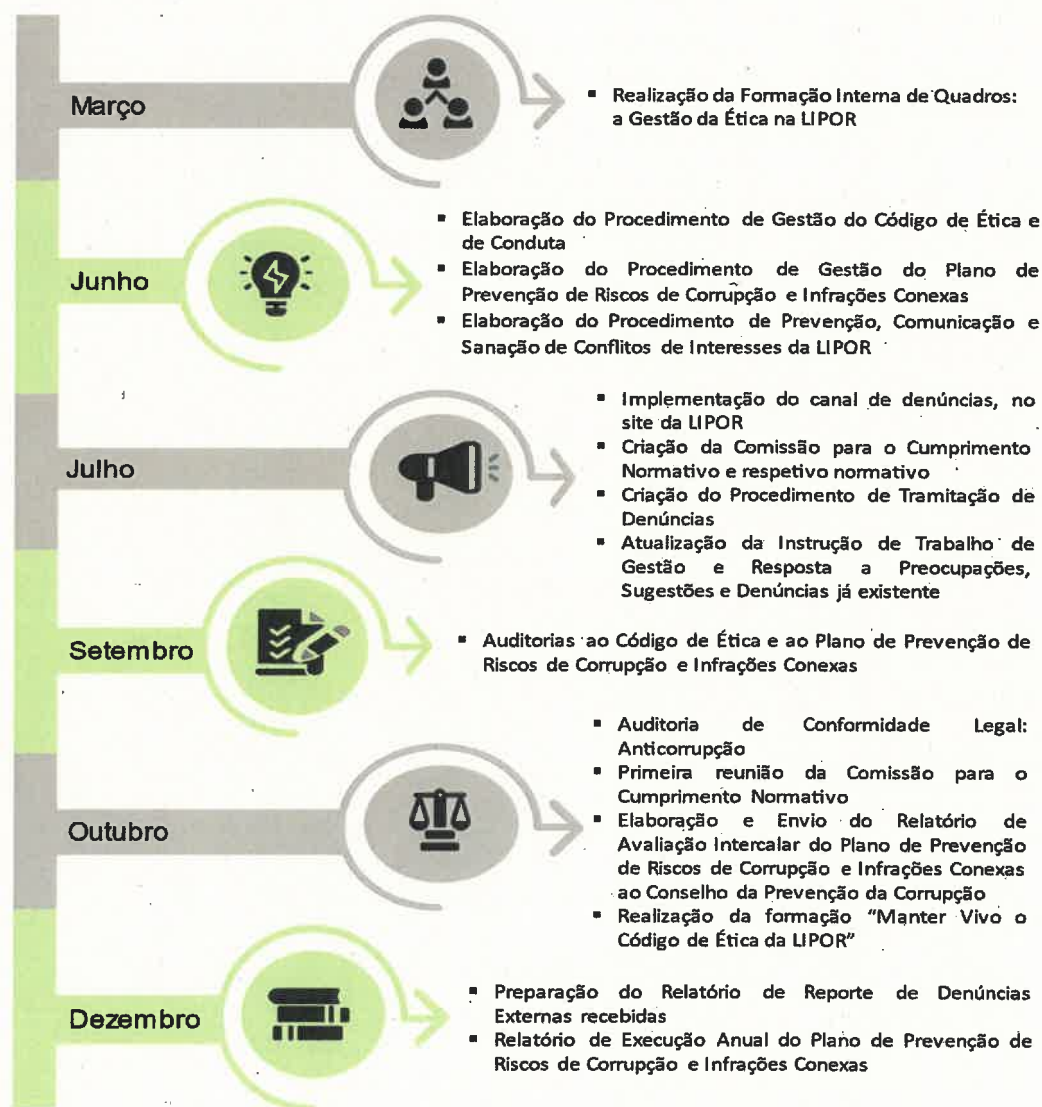 Março
▪ Realização da Formação Interna de Quadros:
a Gestão da Ética na LIPOR
Junho
▪ Elaboração do Procedimento de Gestão do Código de Ética e
de Conduta
▪ Elaboração do Procedimento de Gestão do Plano de
Prevenção de Riscos de Corrupção e Infrações Conexas
▪ Elaboração do Procedimento de Prevenção, Comunicação e
Sanação de Conflitos de Interesses da LIPOR
Julho
▪ Implementação do canal de denúncias, no
site da LIPOR
▪ Criação da Comissão para o Cumprimento
Normativo e respetivo normativo
▪ Criação do Procedimento de Tramitação de
Denúncias
▪ Atualização da Instrução de Trabalho de
Gestão e Resposta a Preocupações,
Sugestões e Denúncias já existente
Setembro
▪ Auditorias ao Código de Ética e ao Plano de Prevenção de
Riscos de Corrupção e Infrações Conexas
Outubro
▪ Auditoria de Conformidade Legal:
Anticorrupção
▪ Primeira reunião da Comissão para o
Cumprimento Normativo
▪ Elaboração e Envio do Relatório de
Avaliação Intercalar do Plano de Prevenção
de Riscos de Corrupção e Infrações Conexas
ao Conselho da Prevenção da Corrupção
▪ Realização da formação "Manter Vivo o
Código de Ética da LIPOR"
Dezembro
▪ Preparação do Relatório de Reporte de Denúncias
Externas recebidas
▪ Relatório de Execução Anual do Plano de Prevenção de
Riscos de Corrupção e Infrações Conexas